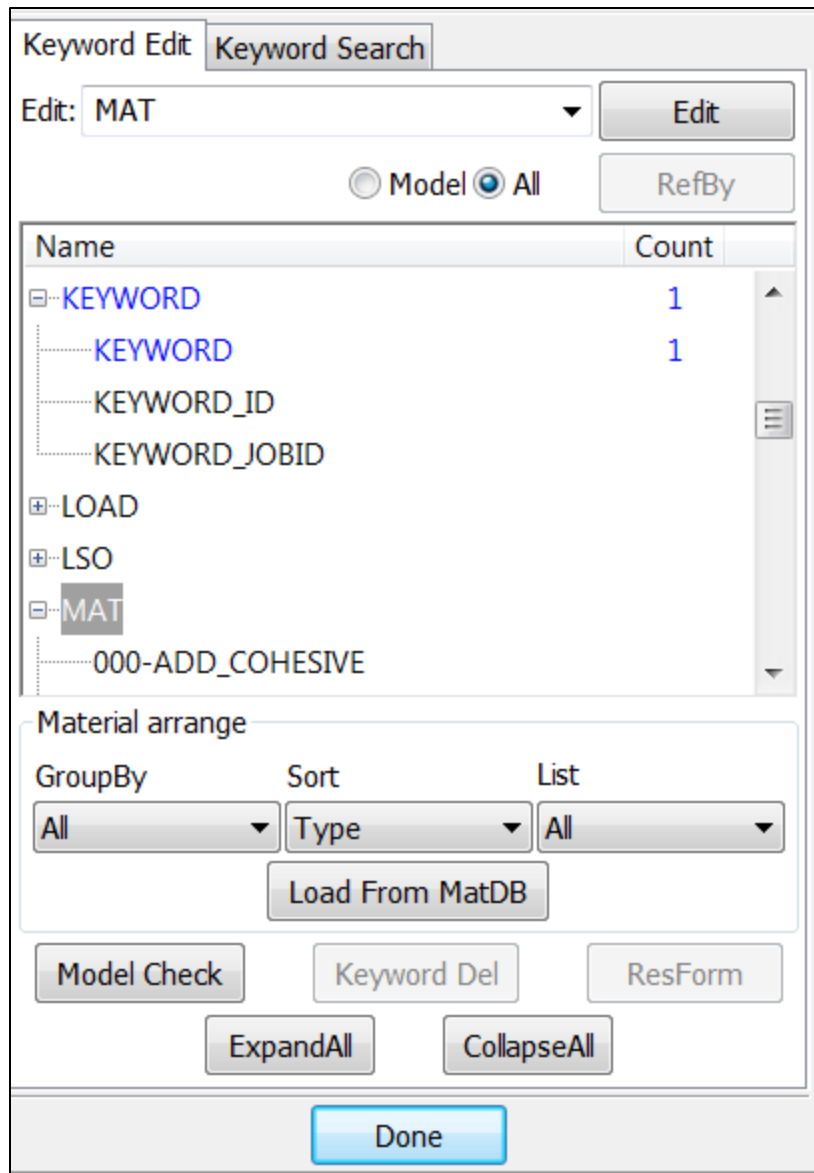 Keyword Edit Keyword Search
Edit: MAT Edit
Model All RefBy
Name Count
KEYWORD 1
KEYWORD 1
KEYWORD_ID
KEYWORD_JOBID
LOAD
LSO
MAT
000-ADD_COHESIVE
Material arrange
GroupBy Sort List
All Type All
Load From MatDB
Model Check Keyword Del ResForm
ExpandAll CollapseAll
Done